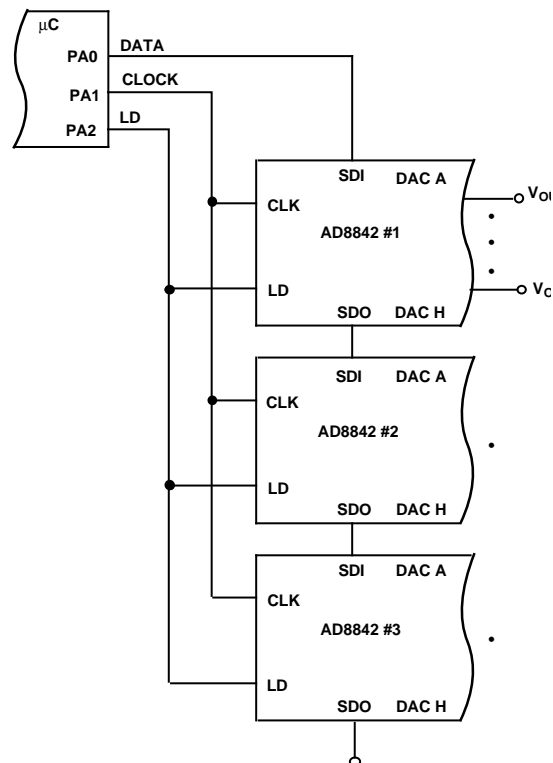 μC
PA0
DATA
PA1
CLOCK
PA2
LD
SDI
DAC A
CLK
AD8842 #1
LD
SDO
DAC H
SDI
DAC A
CLK
AD8842 #2
LD
SDO
DAC H
SDI
DAC A
CLK
AD8842 #3
LD
SDO
DAC H